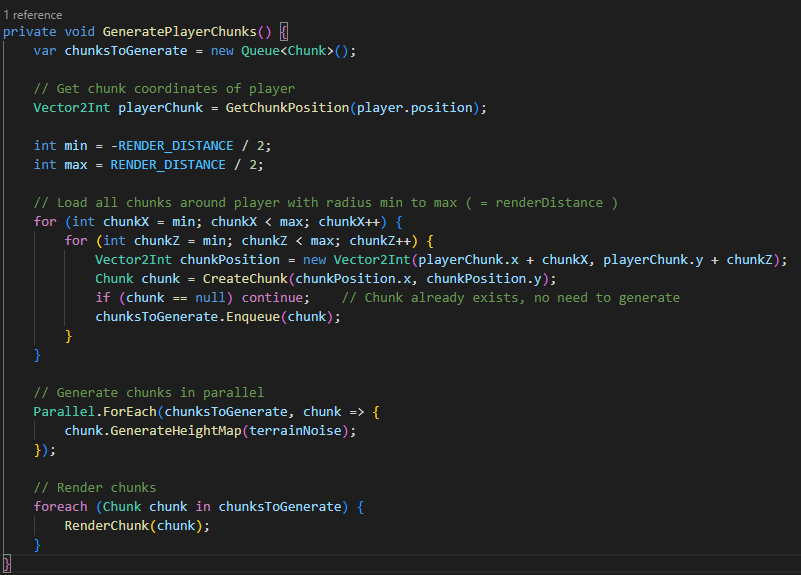 1 reference
private void GeneratePlayerChunks() {
    var chunksToGenerate = new Queue<Chunk>();

    // Get chunk coordinates of player
    Vector2Int playerChunk = GetChunkPosition(player.position);

    int min = -RENDER_DISTANCE / 2;
    int max = RENDER_DISTANCE / 2;

    // Load all chunks around player with radius min to max ( = renderDistance )
    for (int chunkX = min; chunkX < max; chunkX++) {
        for (int chunkZ = min; chunkZ < max; chunkZ++) {
            Vector2Int chunkPosition = new Vector2Int(playerChunk.x + chunkX, playerChunk.y + chunkZ);
            Chunk chunk = CreateChunk(chunkPosition.x, chunkPosition.y);
            if (chunk == null) continue;    // Chunk already exists, no need to generate
            chunksToGenerate.Enqueue(chunk);
        }
    }

    // Generate chunks in parallel
    Parallel.ForEach(chunksToGenerate, chunk => {
        chunk.GenerateHeightMap(terrainNoise);
    });

    // Render chunks
    foreach (Chunk chunk in chunksToGenerate) {
        RenderChunk(chunk);
    }
}